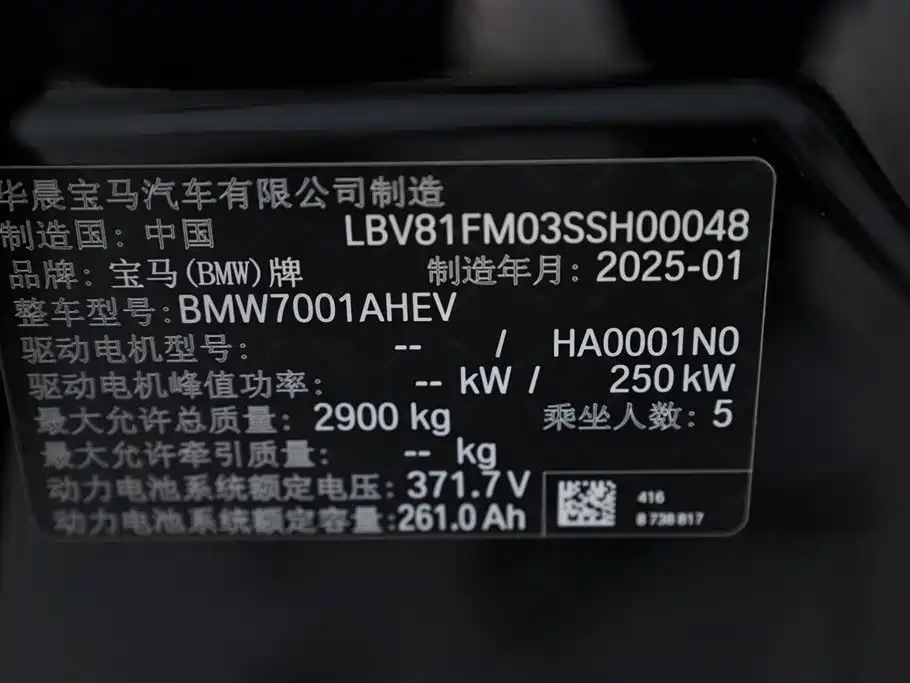 华晨宝马汽车有限公司制造
制造国：中国 LBV81FM03SSH00048
品牌：宝马(BMW)牌 制造年月：2025-01
整车型号：BMW7001AHEV
驱动电机型号： -- / HA0001N0
驱动电机峰值功率： -- kW / 250 kW
最大允许总质量：2900 kg 乘坐人数：5
最大允许牵引质量： -- kg
动力电池系统额定电压：371.7 V
动力电池系统额定容量：261.0 Ah
416
8 738 817